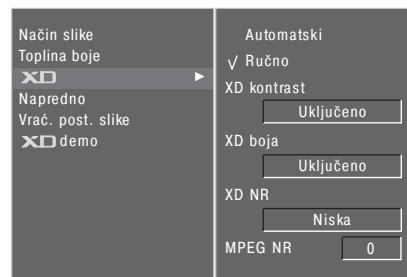 Način slike
Toplina boje
XD
Napredno
Vrać. post. slike
XD demo
Automatski
√ Ručno
XD kontrast
Uključeno
XD boja
Uključeno
XD NR
Niska
MPEG NR 0